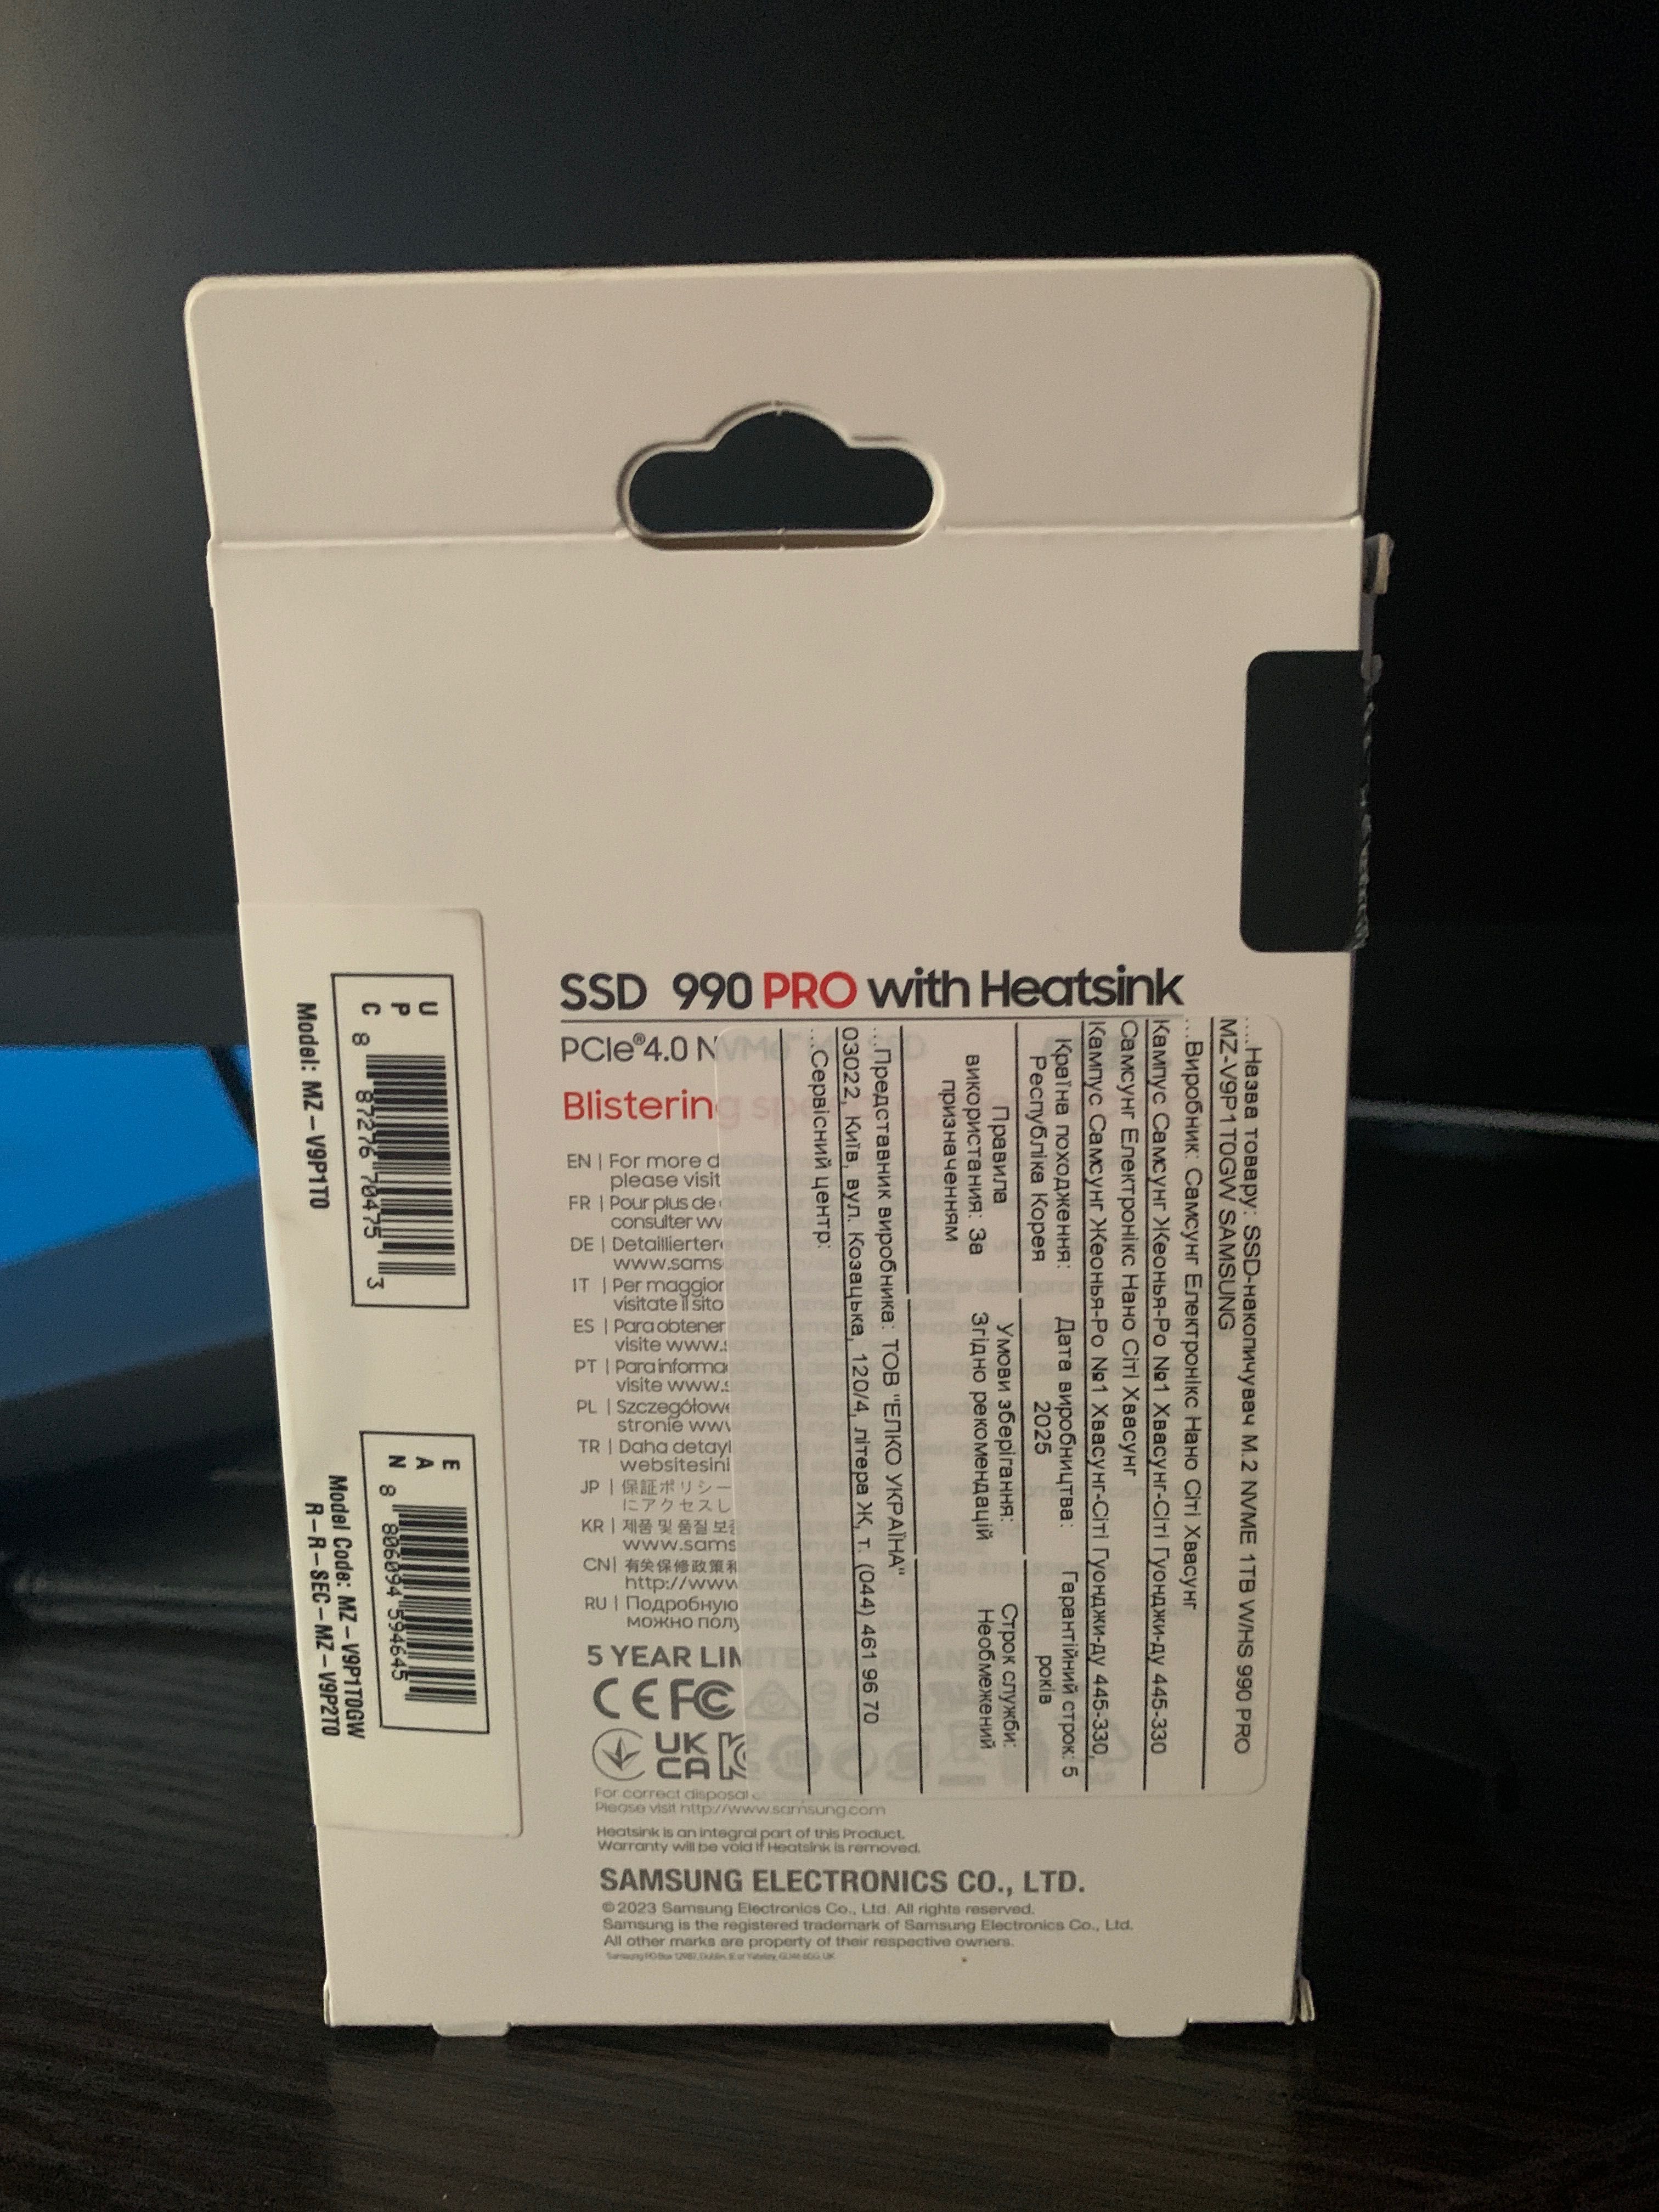 SSD 990 PRO with Heatsink
PCIe®4.0 NVMe™ M.2 SSD
Blistering spe
EN | For more d
please visit
FR | Pour plus de
consulter ww
DE | Detaillierter
www.sams
IT | Per maggior
visitate il sito
ES | Para obtener
visite www.s
PT | Para informa
visite www.s
PL | Szczegółowe
stronie www
TR | Daha detayl
websitesini
JP | 保証ポリシー
にアクセスし
KR | 제품 및 품질 보증
www.sams
CN | 有关保修政策和
http://www
RU | Подробную
можно полу
5 YEAR LIMITED WARRANTY
CE FC
UK
CA
For correct disposal
Please visit http://www.samsung.com
Heatsink is an integral part of this Product.
Warranty will be void if Heatsink is removed.
SAMSUNG ELECTRONICS CO., LTD.
©2023 Samsung Electronics Co., Ltd. All rights reserved.
Samsung is the registered trademark of Samsung Electronics Co., Ltd.
All other marks are property of their respective owners.
....Назва товару: SSD-накопичувач M.2 NVME 1TB W/HS 990 PRO
MZ-V9P1T0GW SAMSUNG
...Виробник: Самсунг Електронікс Нано Сіті Хвасунг
Кампус Самсунг Жеонья-Ро №1 Хвасунг-Сіті Гуонджи-ду 445-330
Самсунг Електронікс Нано Сіті Хвасунг
Кампус Самсунг Жеонья-Ро №1 Хвасунг-Сіті Гуонджи-ду 445-330,
Країна походження:
Республіка Корея
Дата виробництва:
2025
Гарантійний строк: 5
років
Правила
використання: За
призначенням
Умови зберігання:
Згідно рекомендацій
Строк служби:
Необмежений
...Представник виробника: ТОВ "ЕЛКО УКРАЇНА"
03022, Київ, вул. Козацька, 120/4, літера Ж, т. (044) 461 96 70
...Сервісний центр:
UPC
8 87276 70475 3
Model: MZ-V9P1T0
EAN
8 806094 594645
Model Code: MZ-V9P1T0GW
R-R-SEC-MZ-V9P2T0